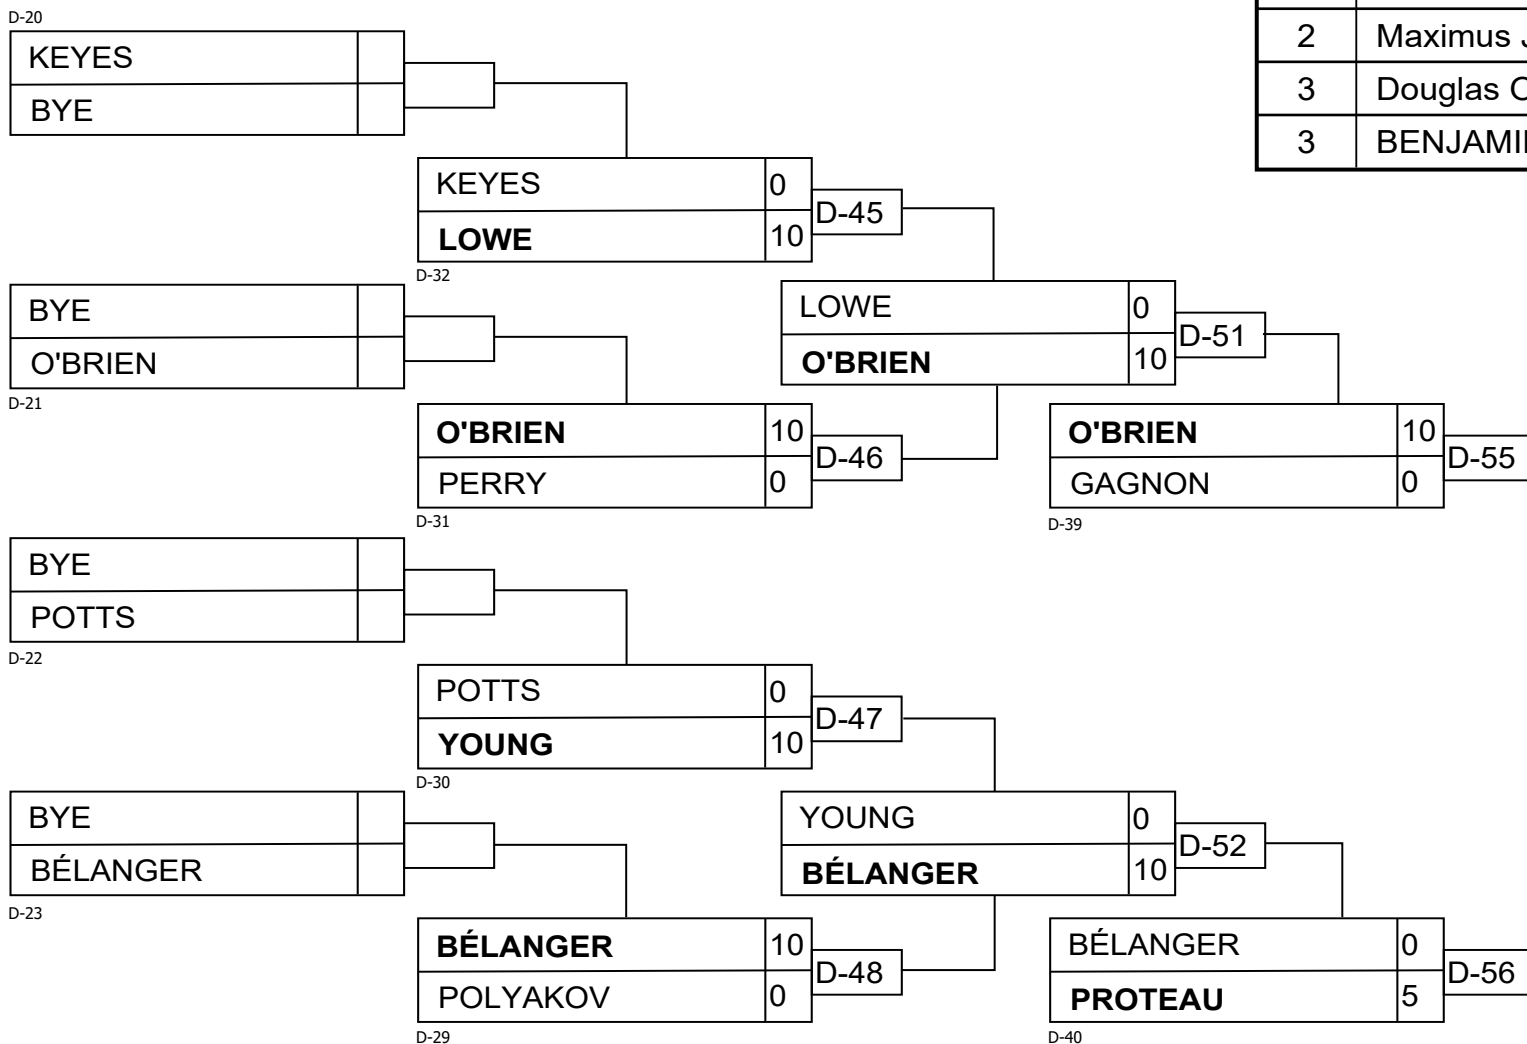 D-20
KEYES
BYE
2 Maximus
3 Douglas
3
KEYES 0
LOWE 10
D-45
D-32
BYE
O'BRIEN
D-21
LOWE 0
O'BRIEN 10
D-51
O'BRIEN 10
PERRY 0
D-46
D-31
O'BRIEN 10
GAGNON 0
D-55
D-39
BYE
POTTS
D-22
POTTS 0
YOUNG 10
D-47
D-30
BYE
BÉLANGER
D-23
YOUNG 0
BÉLANGER 10
D-52
BÉLANGER 10
POLYAKOV 0
D-48
D-29
BÉLANGER 0
PROTEAU 5
D-56
D-40